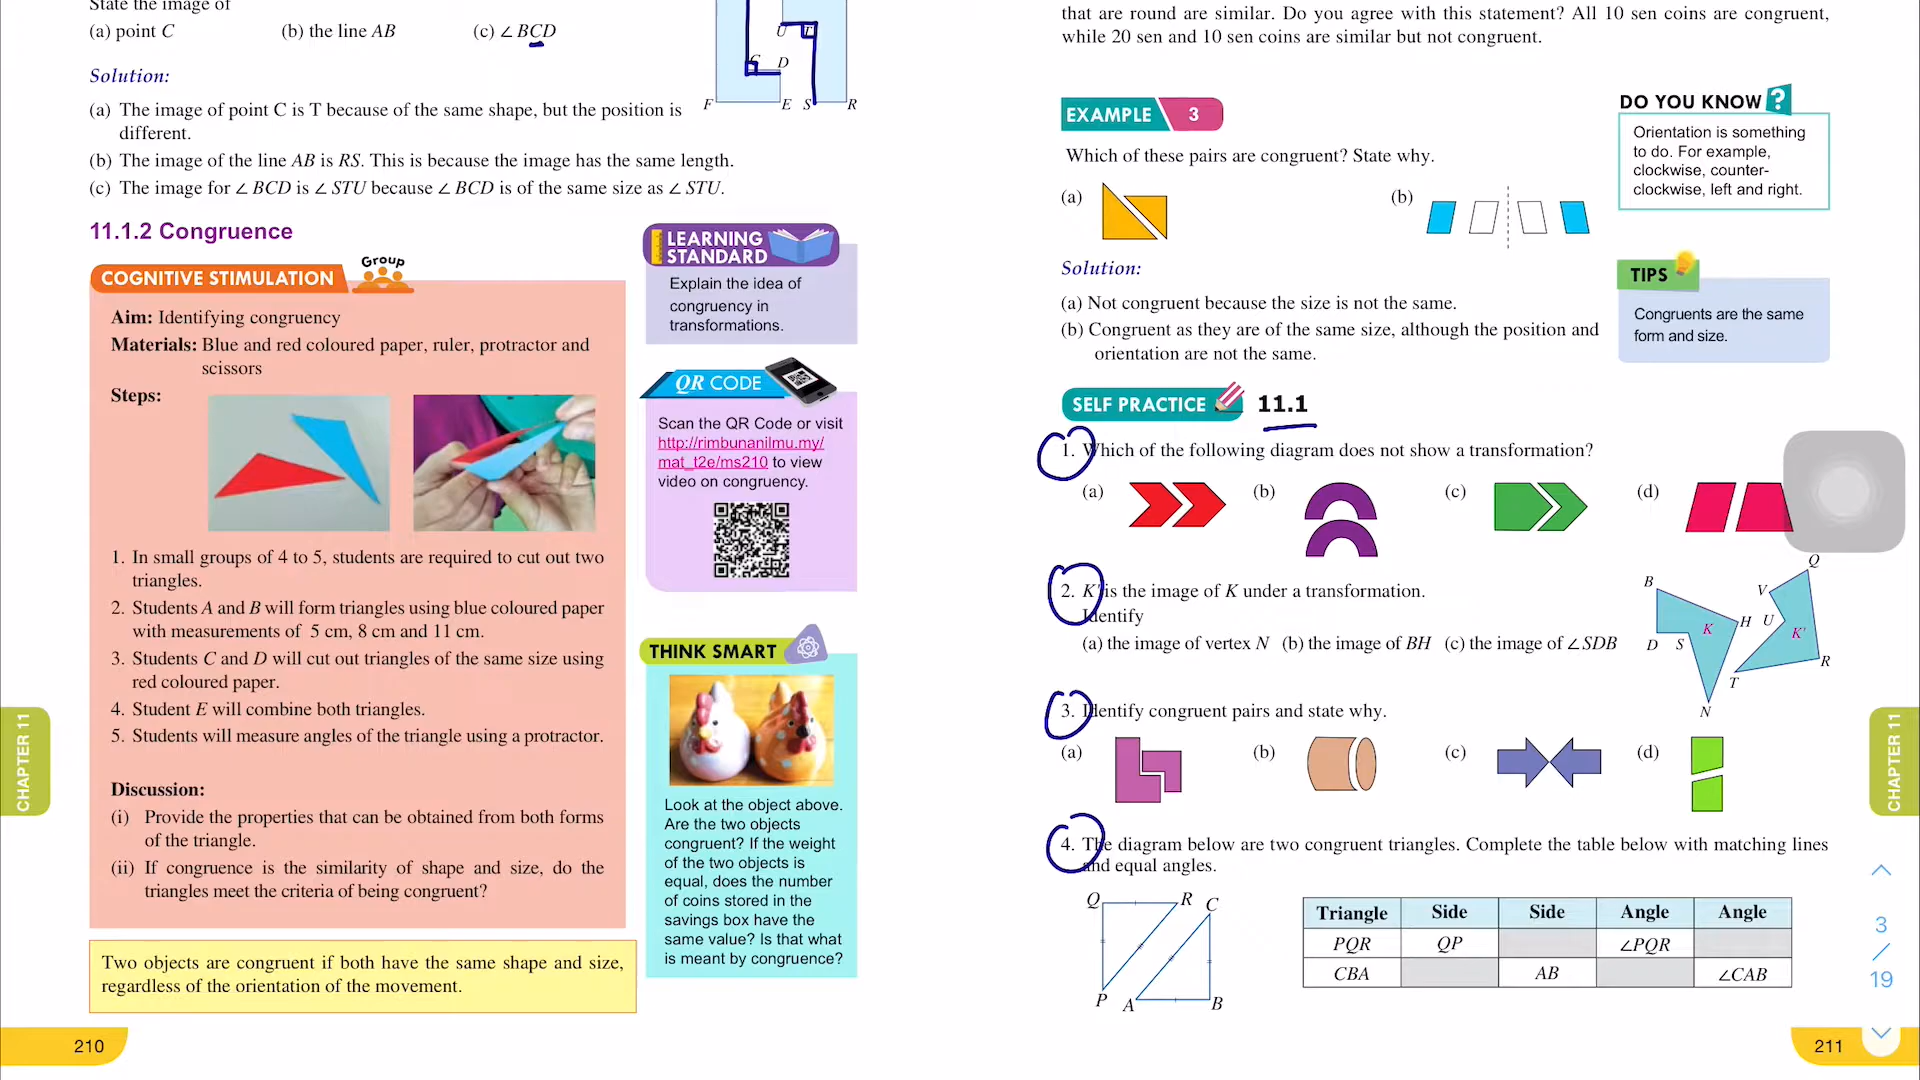 State the image of
(a) point C
(b) the line AB
(c) ∠ BCD
U
T
C
D
F
E
S
R
Solution:
(a) The image of point C is T because of the same shape, but the position is
different.
(b) The image of the line AB is RS. This is because the image has the same length.
(c) The image for ∠ BCD is ∠ STU because ∠ BCD is of the same size as ∠ STU.
11.1.2 Congruence
COGNITIVE STIMULATION
Group
Aim: Identifying congruency
Materials: Blue and red coloured paper, ruler, protractor and
scissors
Steps:
1. In small groups of 4 to 5, students are required to cut out two
triangles.
2. Students A and B will form triangles using blue coloured paper
with measurements of 5 cm, 8 cm and 11 cm.
3. Students C and D will cut out triangles of the same size using
red coloured paper.
4. Student E will combine both triangles.
5. Students will measure angles of the triangle using a protractor.
Discussion:
(i) Provide the properties that can be obtained from both forms
of the triangle.
(ii) If congruence is the similarity of shape and size, do the
triangles meet the criteria of being congruent?
Two objects are congruent if both have the same shape and size,
regardless of the orientation of the movement.
LEARNING
STANDARD
Explain the idea of
congruency in
transformations.
QR CODE
Scan the QR Code or visit
http://rimbunanilmu.my/
mat_t2e/ms210 to view
video on congruency.
THINK SMART
Look at the object above.
Are the two objects
congruent? If the weight
of the two objects is
equal, does the number
of coins stored in the
savings box have the
same value? Is that what
is meant by congruence?
CHAPTER 11
210
that are round are similar. Do you agree with this statement? All 10 sen coins are congruent,
while 20 sen and 10 sen coins are similar but not congruent.
EXAMPLE 3
Which of these pairs are congruent? State why.
(a)
(b)
Solution:
(a) Not congruent because the size is not the same.
(b) Congruent as they are of the same size, although the position and
orientation are not the same.
DO YOU KNOW ?
Orientation is something
to do. For example,
clockwise, counter-
clockwise, left and right.
TIPS
Congruents are the same
form and size.
SELF PRACTICE 11.1
1. Which of the following diagram does not show a transformation?
(a)
(b)
(c)
(d)
2. K' is the image of K under a transformation.
Identify
(a) the image of vertex N (b) the image of BH (c) the image of ∠SDB
B
Q
V
K
H
U
K'
D
S
R
T
N
3. Identify congruent pairs and state why.
(a)
(b)
(c)
(d)
4. The diagram below are two congruent triangles. Complete the table below with matching lines
and equal angles.
Q
R
C
P
A
B
Triangle Side Side Angle Angle
PQR QP ∠PQR
CBA AB ∠CAB
CHAPTER 11
3
/
19
211